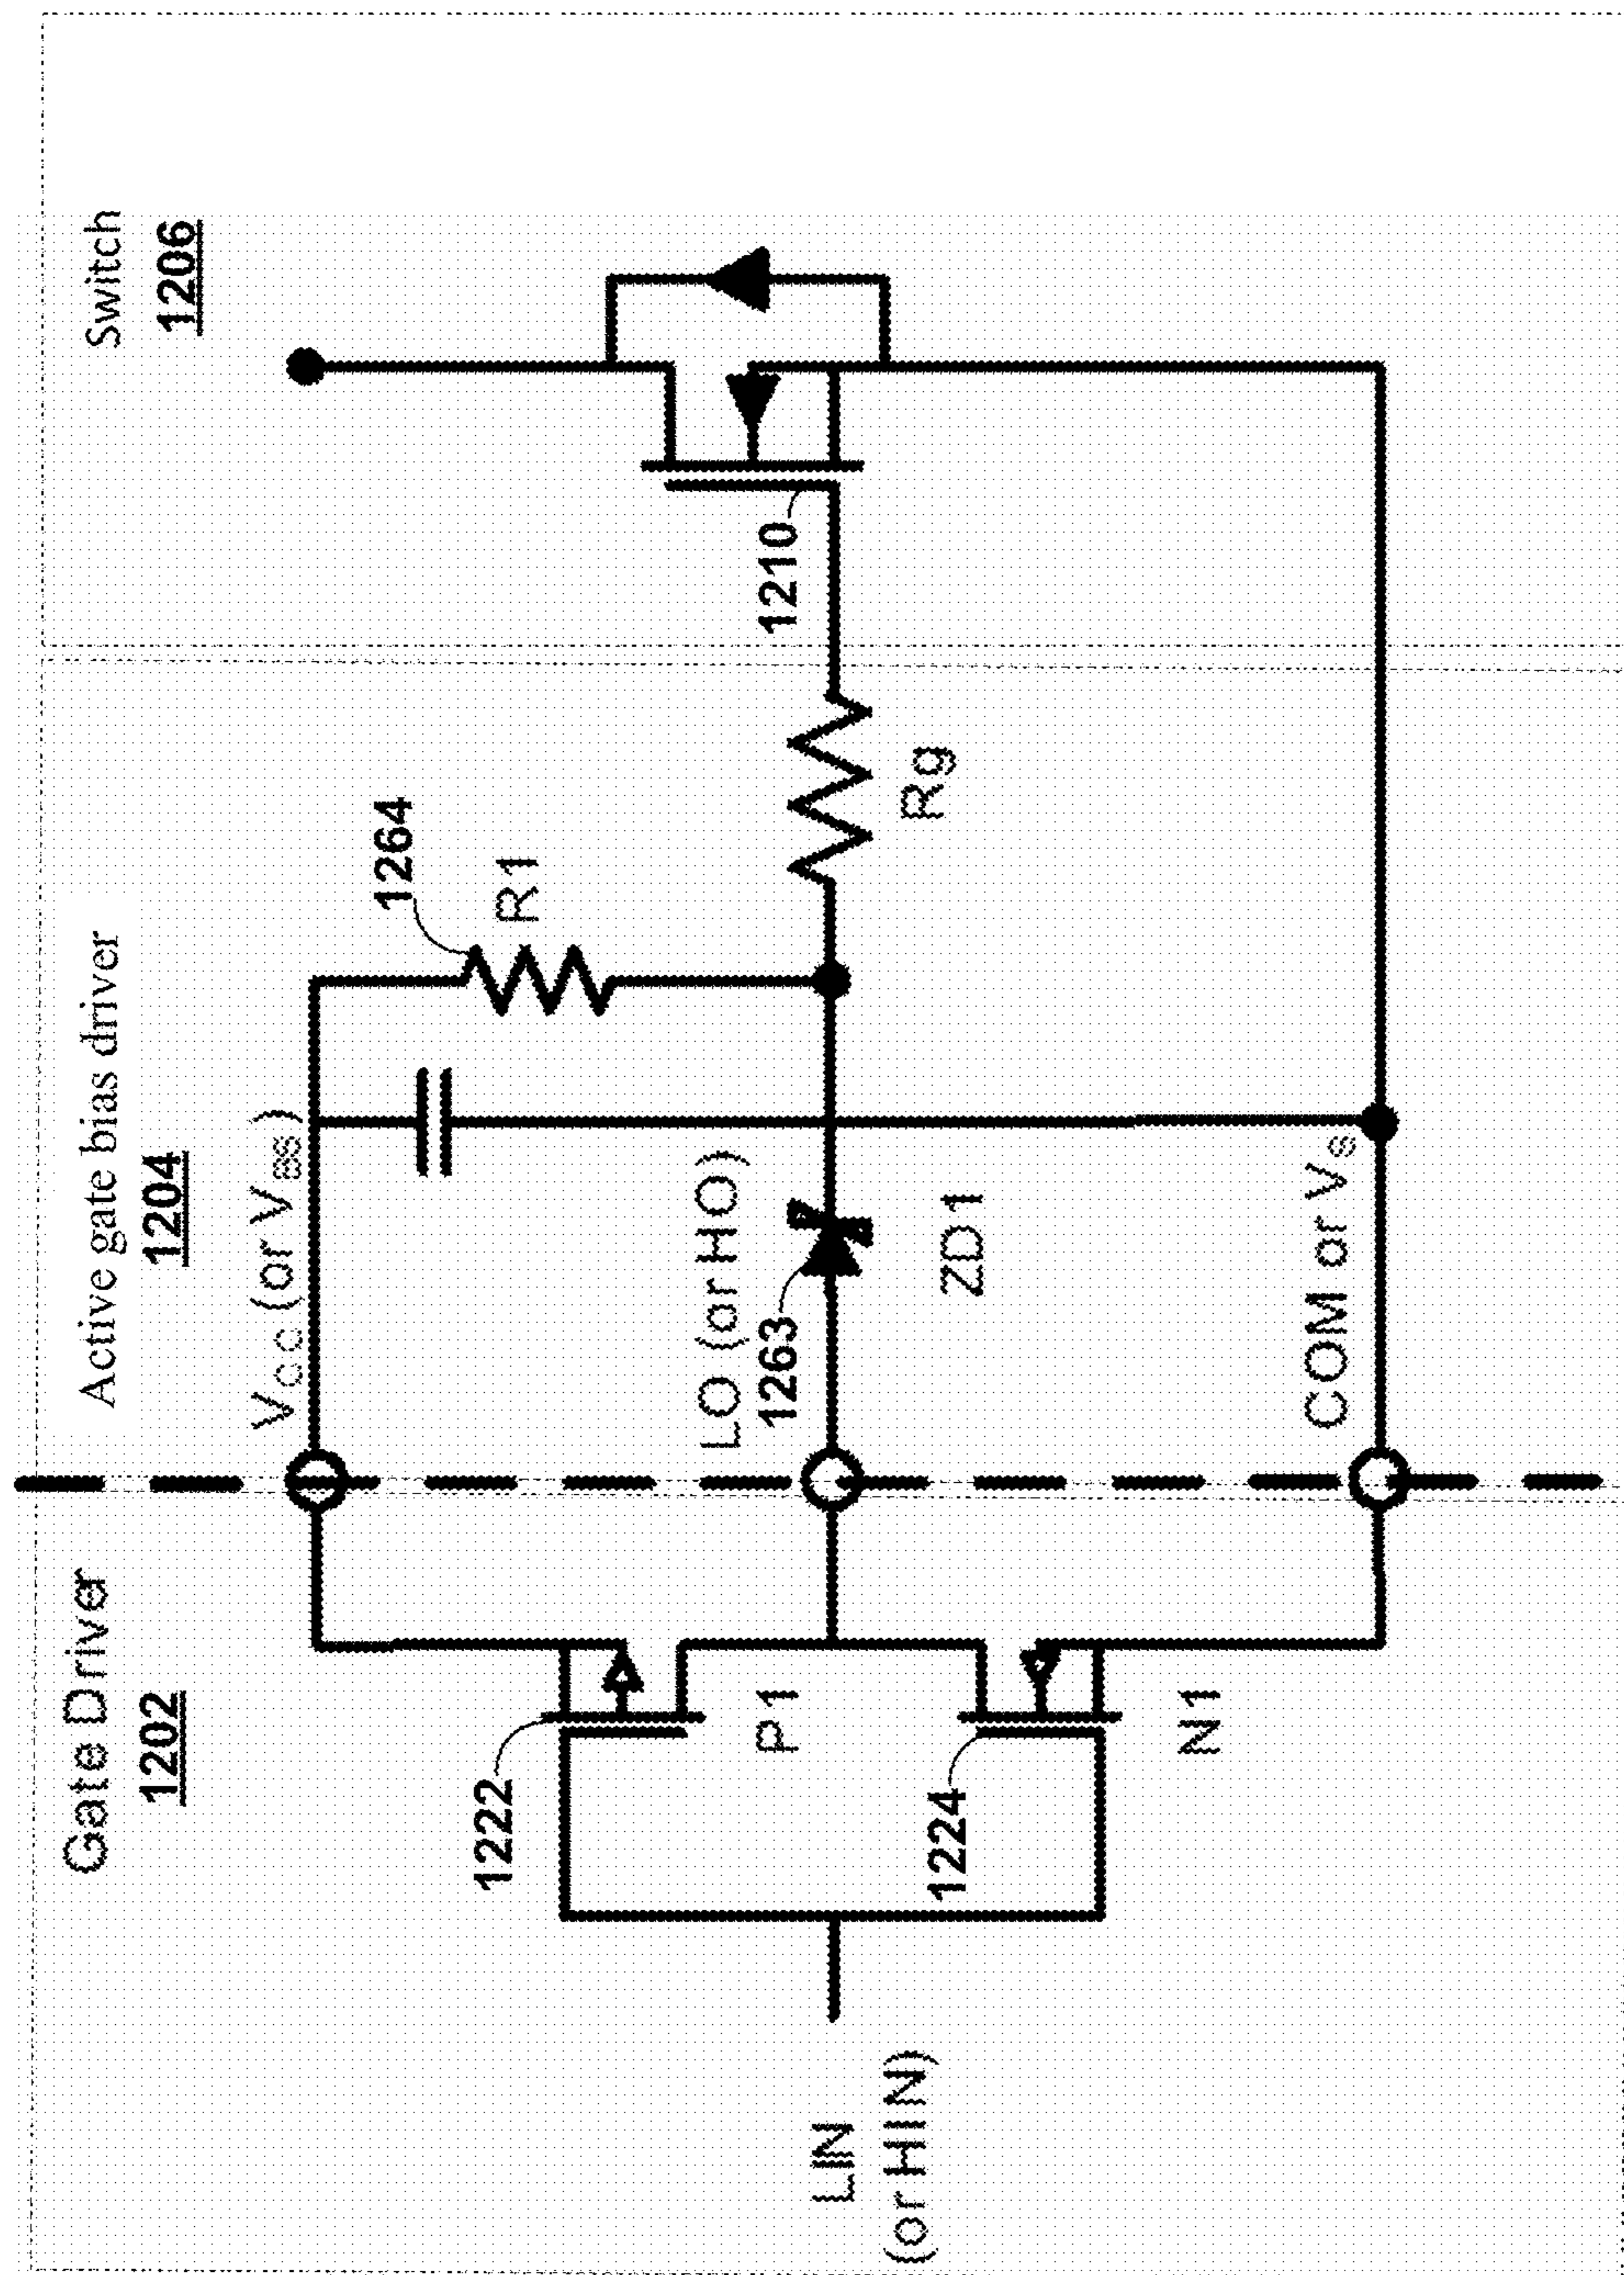 Gate Driver
1202
Active gate bias driver
1204
Switch
1206
VCC (or VBS)
1264
R1
1222
P1
LO (or HO)
1263
ZD1
Rg
1210
LIN
(or HIN)
1224
N1
COM or VS